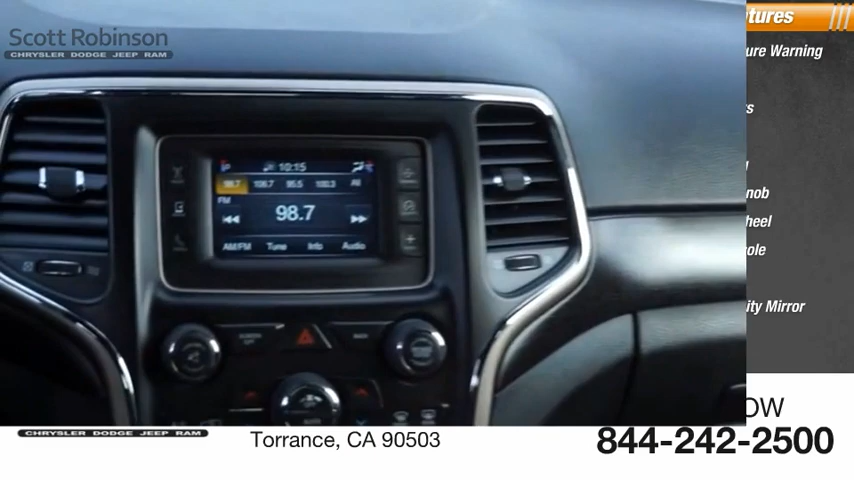 Scott Robinson
CHRYSLER DODGE JEEP RAM
tures
ure Warning
10:15
98.7 106.7 95.5 100.3 All
FM
98.7
AM/FM Tune Info Audio
nob
heel
ole
ity Mirror
OW
CHRYSLER DODGE JEEP RAM
Torrance, CA 90503
844-242-2500